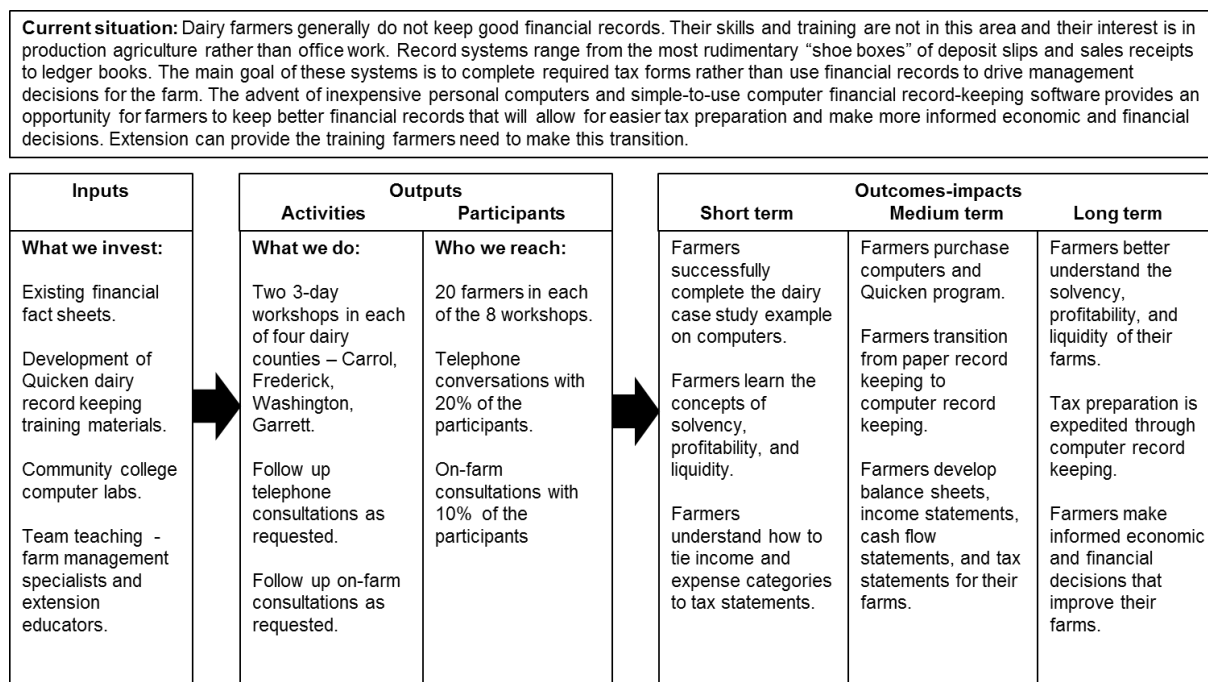 Current situation: Dairy farmers generally do not keep good financial records. Their skills and training are not in this area and their interest is in
production agriculture rather than office work. Record systems range from the most rudimentary “shoe boxes” of deposit slips and sales receipts
to ledger books. The main goal of these systems is to complete required tax forms rather than use financial records to drive management
decisions for the farm. The advent of inexpensive personal computers and simple-to-use computer financial record-keeping software provides an
opportunity for farmers to keep better financial records that will allow for easier tax preparation and make more informed economic and financial
decisions. Extension can provide the training farmers need to make this transition.
Inputs
What we invest:
Existing financial
fact sheets.
Development of
Quicken dairy
record keeping
training materials.
Community college
computer labs.
Team teaching -
farm management
specialists and
extension
educators.
Outputs
Activities
What we do:
Two 3-day
workshops in each
of four dairy
counties – Carrol,
Frederick,
Washington,
Garrett.
Follow up
telephone
consultations as
requested.
Follow up on-farm
consultations as
requested.
Participants
Who we reach:
20 farmers in each
of the 8 workshops.
Telephone
conversations with
20% of the
participants.
On-farm
consultations with
10% of the
participants
Outcomes-impacts
Short term
Farmers
successfully
complete the dairy
case study example
on computers.
Farmers learn the
concepts of
solvency,
profitability, and
liquidity.
Farmers
understand how to
tie income and
expense categories
to tax statements.
Medium term
Farmers purchase
computers and
Quicken program.
Farmers transition
from paper record
keeping to
computer record
keeping.
Farmers develop
balance sheets,
income statements,
cash flow
statements, and tax
statements for their
farms.
Long term
Farmers better
understand the
solvency,
profitability, and
liquidity of their
farms.
Tax preparation is
expedited through
computer record
keeping.
Farmers make
informed economic
and financial
decisions that
improve their
farms.